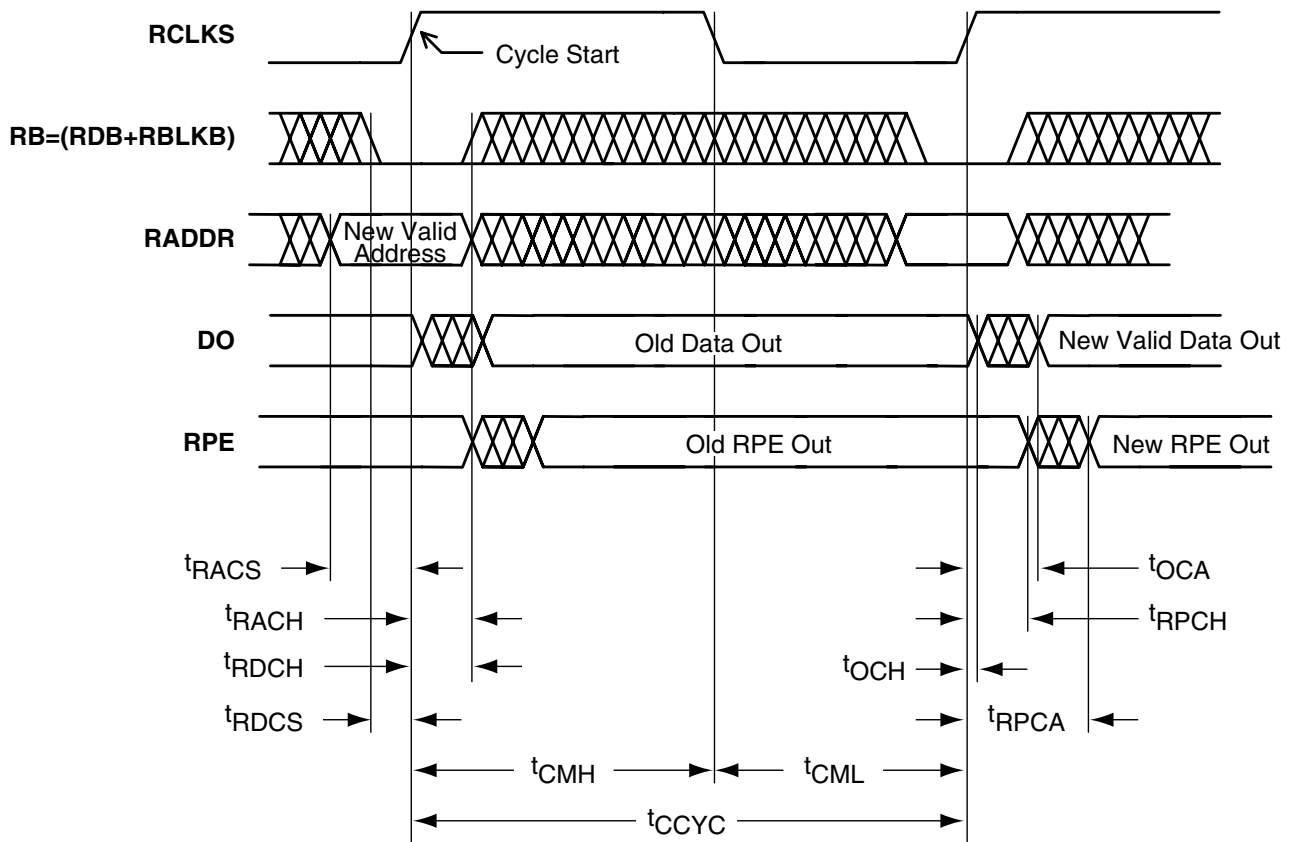 RCLKS
Cycle Start
RB=(RDB+RBLKB)
RADDR
New Valid
Address
DO
Old Data Out
New Valid Data Out
RPE
Old RPE Out
New RPE Out
tRACS
tOCA
tRACH
tRPCH
tRDCH
tOCH
tRDCS
tRPCA
tCMH
tCML
tCCYC